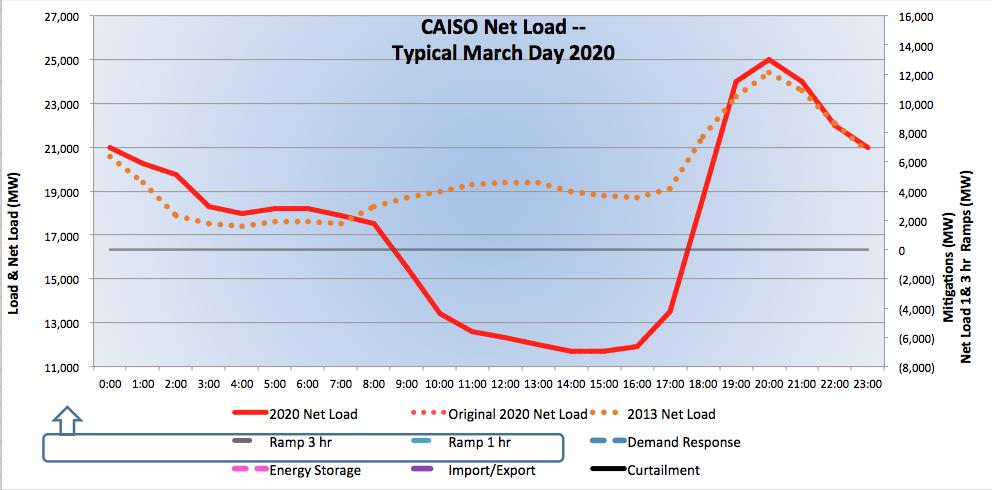 CAISO Net Load --
Typical March Day 2020
27,000
25,000
23,000
21,000
19,000
17,000
15,000
13,000
11,000
Load & Net Load (MW)
16,000
14,000
12,000
10,000
8,000
6,000
4,000
2,000
0
(2,000)
(4,000)
(6,000)
(8,000)
Mitigations (MW)
Net Load 1& 3 hr Ramps (MW)
0:00 1:00 2:00 3:00 4:00 5:00 6:00 7:00 8:00 9:00 10:00 11:00 12:00 13:00 14:00 15:00 16:00 17:00 18:00 19:00 20:00 21:00 22:00 23:00
2020 Net Load Original 2020 Net Load 2013 Net Load
Ramp 3 hr Ramp 1 hr Demand Response
Energy Storage Import/Export Curtailment